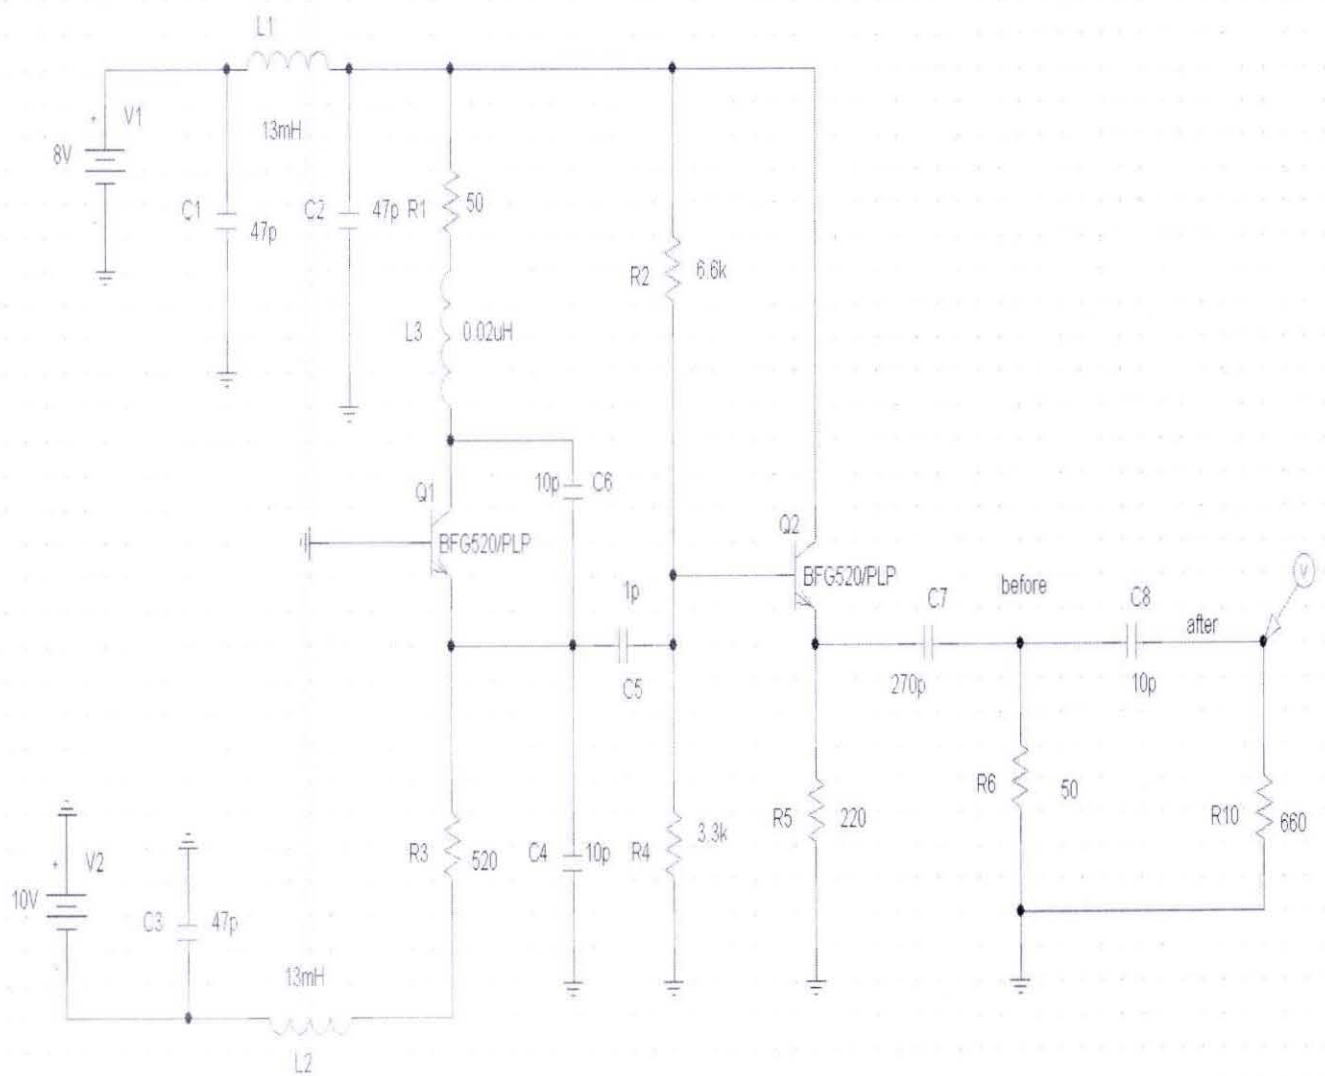 L1
V1
13mH
8V
C1
47p
C2
47p
R1
50
R2
6.6k
L3
0.02uH
Q1
10p
C6
BFG520/PLP
Q2
BFG520/PLP
1p
C5
C7
270p
before
C8
10p
after
V
R3
520
C4
10p
R4
3.3k
R5
220
R6
50
R10
660
V2
10V
C3
47p
13mH
L2